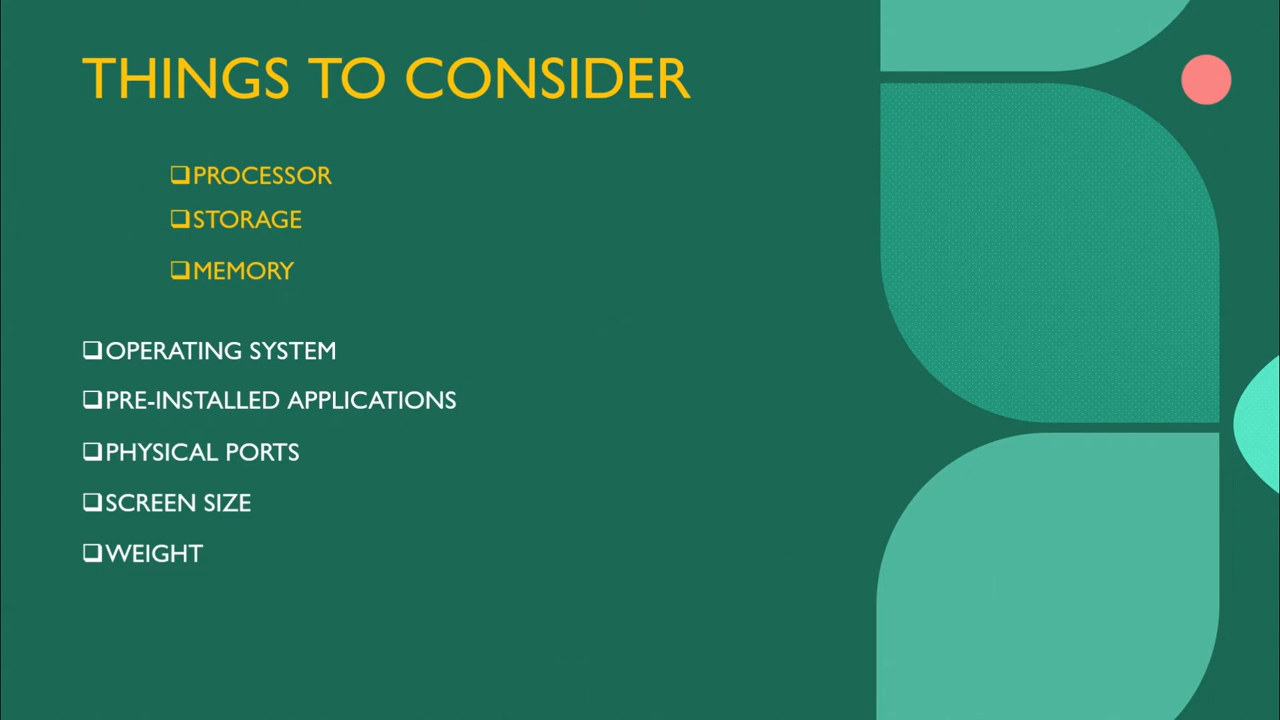 THINGS TO CONSIDER
❑PROCESSOR
❑STORAGE
❑MEMORY
❑OPERATING SYSTEM
❑PRE-INSTALLED APPLICATIONS
❑PHYSICAL PORTS
❑SCREEN SIZE
❑WEIGHT